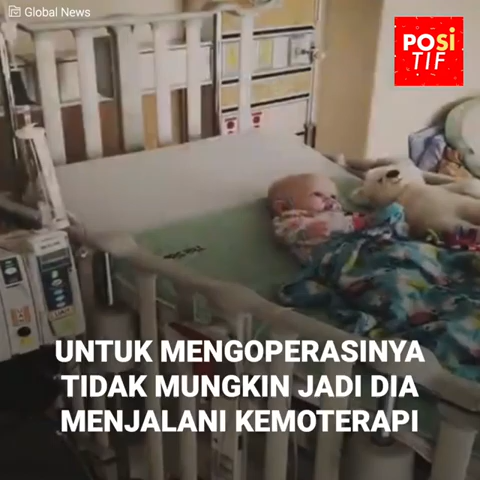 Global News
POSi
TIF
UNTUK MENGOPERASINYA
TIDAK MUNGKIN JADI DIA
MENJALANI KEMOTERAPI